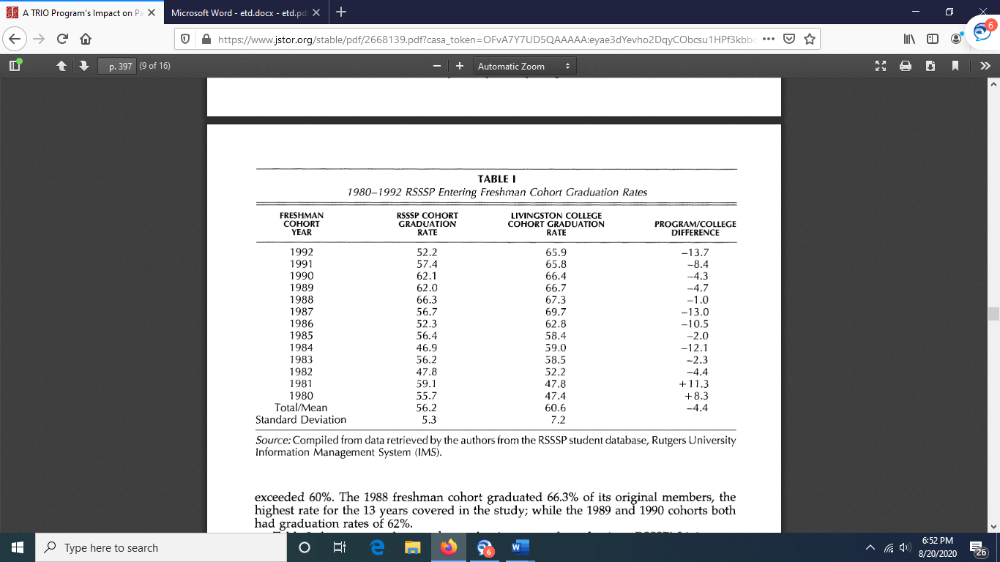 A TRIO Program's Impact on Pa
Microsoft Word - etd.docx - etd.pd
https://www.jstor.org/stable/pdf/2668139.pdf?casa_token=OFvA7Y7UD5QAAAAA:eyae3dYevho2DqyCObcsu1HPf3kbb
6
p. 397 (9 of 16)
Automatic Zoom
TABLE I
1980–1992 RSSSP Entering Freshman Cohort Graduation Rates
FRESHMAN COHORT YEAR RSSSP COHORT GRADUATION RATE LIVINGSTON COLLEGE COHORT GRADUATION RATE PROGRAM/COLLEGE DIFFERENCE
1992 52.2 65.9 –13.7
1991 57.4 65.8 –8.4
1990 62.1 66.4 –4.3
1989 62.0 66.7 –4.7
1988 66.3 67.3 –1.0
1987 56.7 69.7 –13.0
1986 52.3 62.8 –10.5
1985 56.4 58.4 –2.0
1984 46.9 59.0 –12.1
1983 56.2 58.5 –2.3
1982 47.8 52.2 –4.4
1981 59.1 47.8 +11.3
1980 55.7 47.4 +8.3
Total/Mean 56.2 60.6 –4.4
Standard Deviation 5.3 7.2
Source: Compiled from data retrieved by the authors from the RSSSP student database, Rutgers University
Information Management System (IMS).
exceeded 60%. The 1988 freshman cohort graduated 66.3% of its original members, the
highest rate for the 13 years covered in the study; while the 1989 and 1990 cohorts both
had graduation rates of 62%.
Type here to search
6
6:52 PM
8/20/2020
26